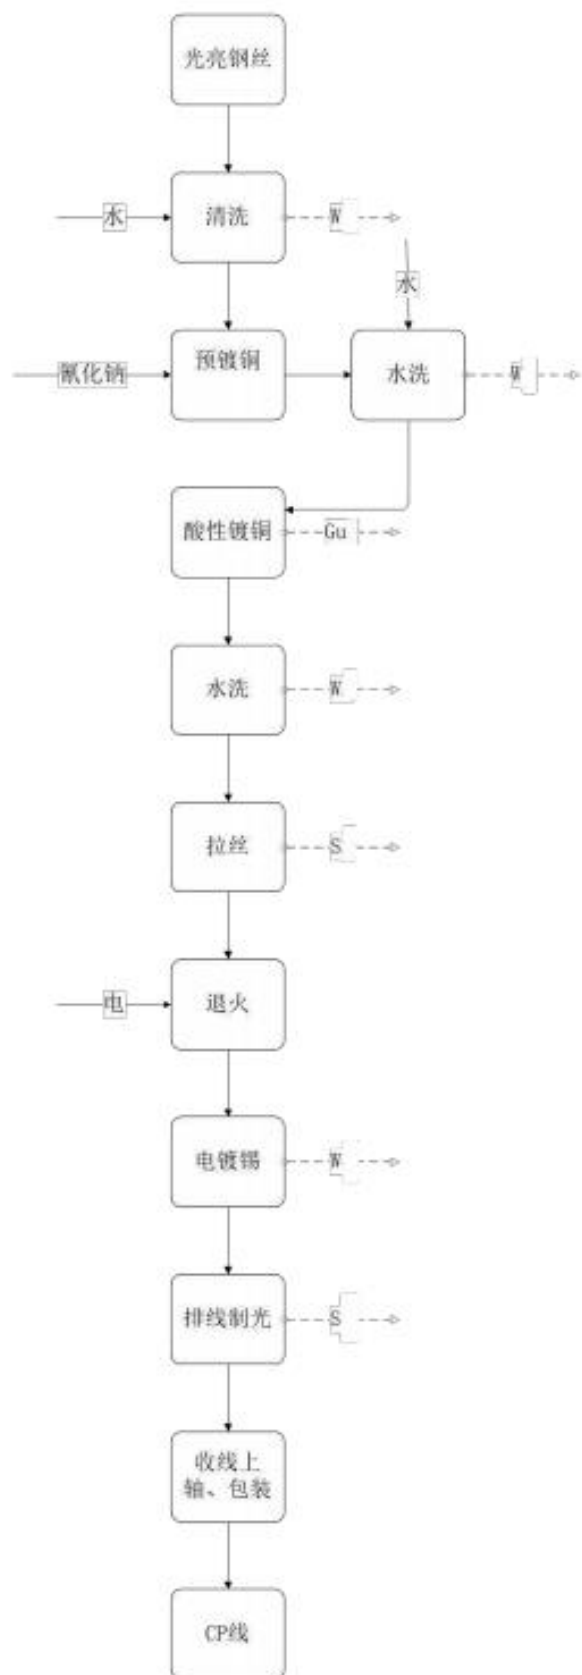 光亮钢丝
水
清洗
W
水
氰化钠
预镀铜
水洗
W
酸性镀铜
Gu
水洗
W
拉丝
S
电
退火
电镀锡
W
排线制光
S
收线上
轴、包装
CP线